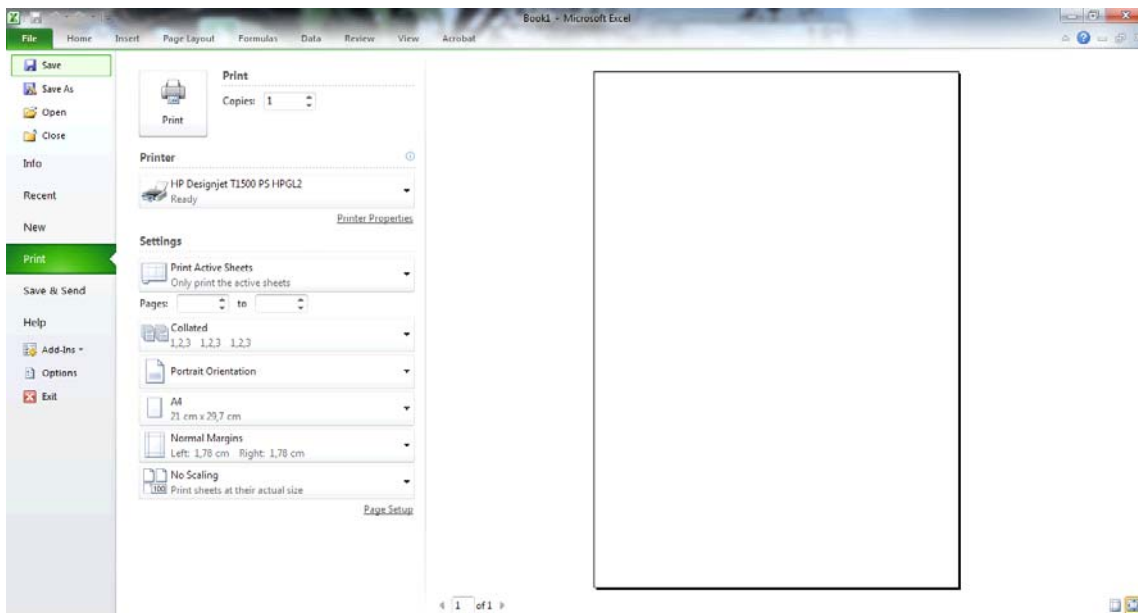 Book1 - Microsoft Excel
File Home Insert Page Layout Formulas Data Review View Acrobat
Save
Save As
Open
Close
Info
Recent
New
Print
Save & Send
Help
Add-Ins
Options
Exit
Print
Copies: 1
Print
Printer
HP Designjet T1500 PS HPGL2
Ready
Printer Properties
Settings
Print Active Sheets
Only print the active sheets
Pages: to
Collated
1,2,3 1,2,3 1,2,3
Portrait Orientation
A4
21 cm x 29,7 cm
Normal Margins
Left: 1,78 cm Right: 1,78 cm
No Scaling
100 Print sheets at their actual size
Page Setup
1 of 1